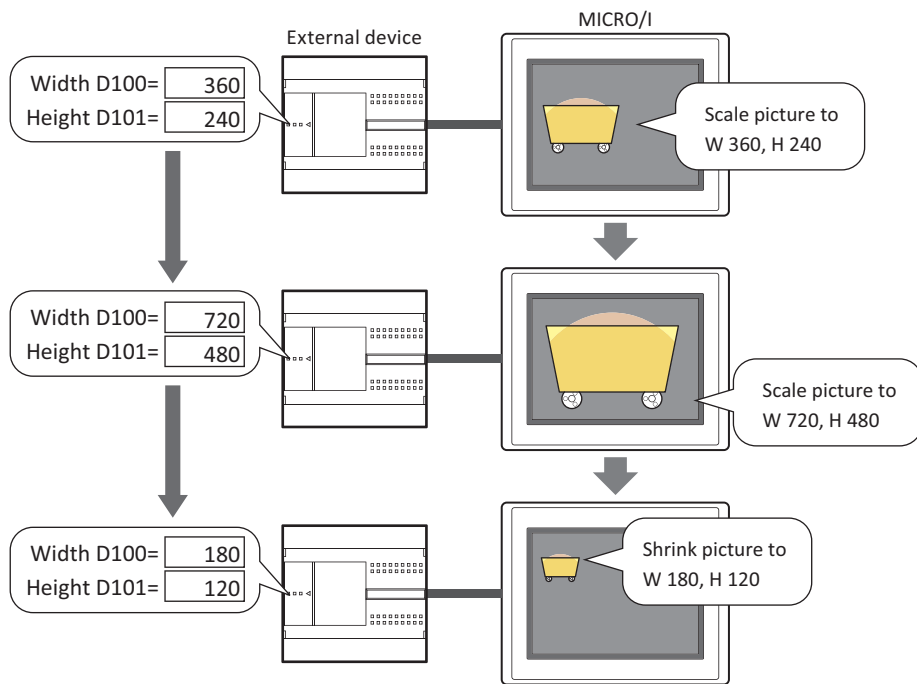 MICRO/I
External device
Width D100= 360
Height D101= 240
Scale picture to
W 360, H 240
Width D100= 720
Height D101= 480
Scale picture to
W 720, H 480
Width D100= 180
Height D101= 120
Shrink picture to
W 180, H 120